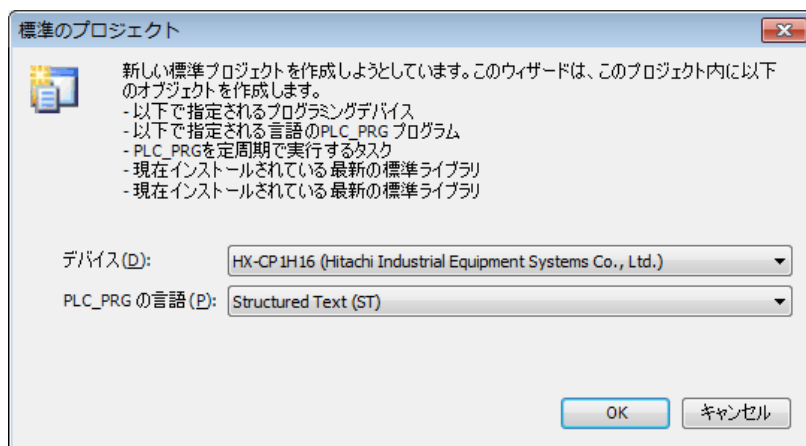 標準のプロジェクト
新しい標準プロジェクトを作成しようとしています。このウィザードは、このプロジェクト内に以下
のオブジェクトを作成します。
- 以下で指定されるプログラミングデバイス
- 以下で指定される言語のPLC_PRG プログラム
- PLC_PRGを定周期で実行するタスク
- 現在インストールされている最新の標準ライブラリ
- 現在インストールされている最新の標準ライブラリ
デバイス(D): HX-CP1H16 (Hitachi Industrial Equipment Systems Co., Ltd.)
PLC_PRG の言語(P): Structured Text (ST)
OK キャンセル